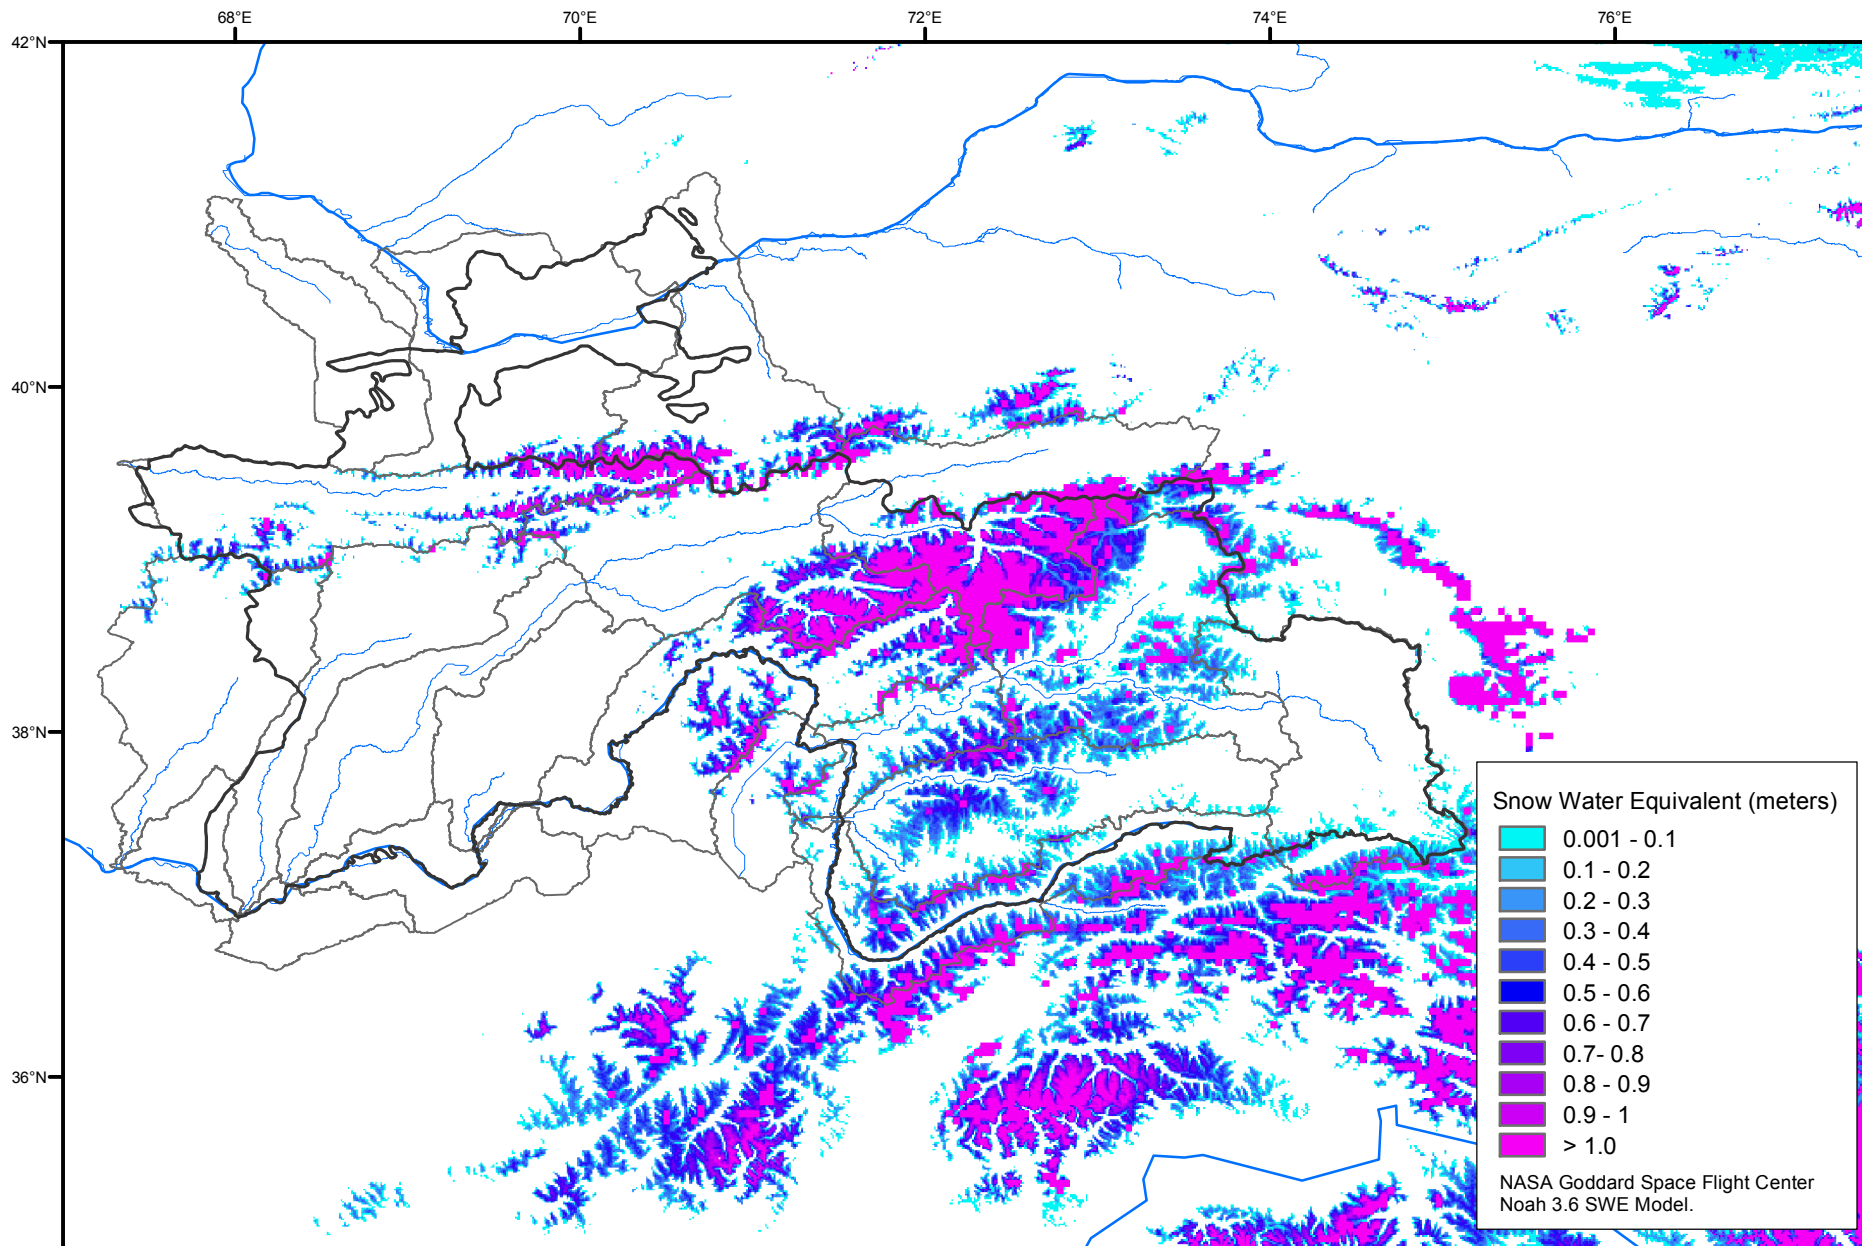 68°E 70°E 72°E 74°E 76°E
42°N
40°N
38°N
36°N
Snow Water Equivalent (meters)
0.001 - 0.1
0.1 - 0.2
0.2 - 0.3
0.3 - 0.4
0.4 - 0.5
0.5 - 0.6
0.6 - 0.7
0.7- 0.8
0.8 - 0.9
0.9 - 1
> 1.0
NASA Goddard Space Flight Center
Noah 3.6 SWE Model.